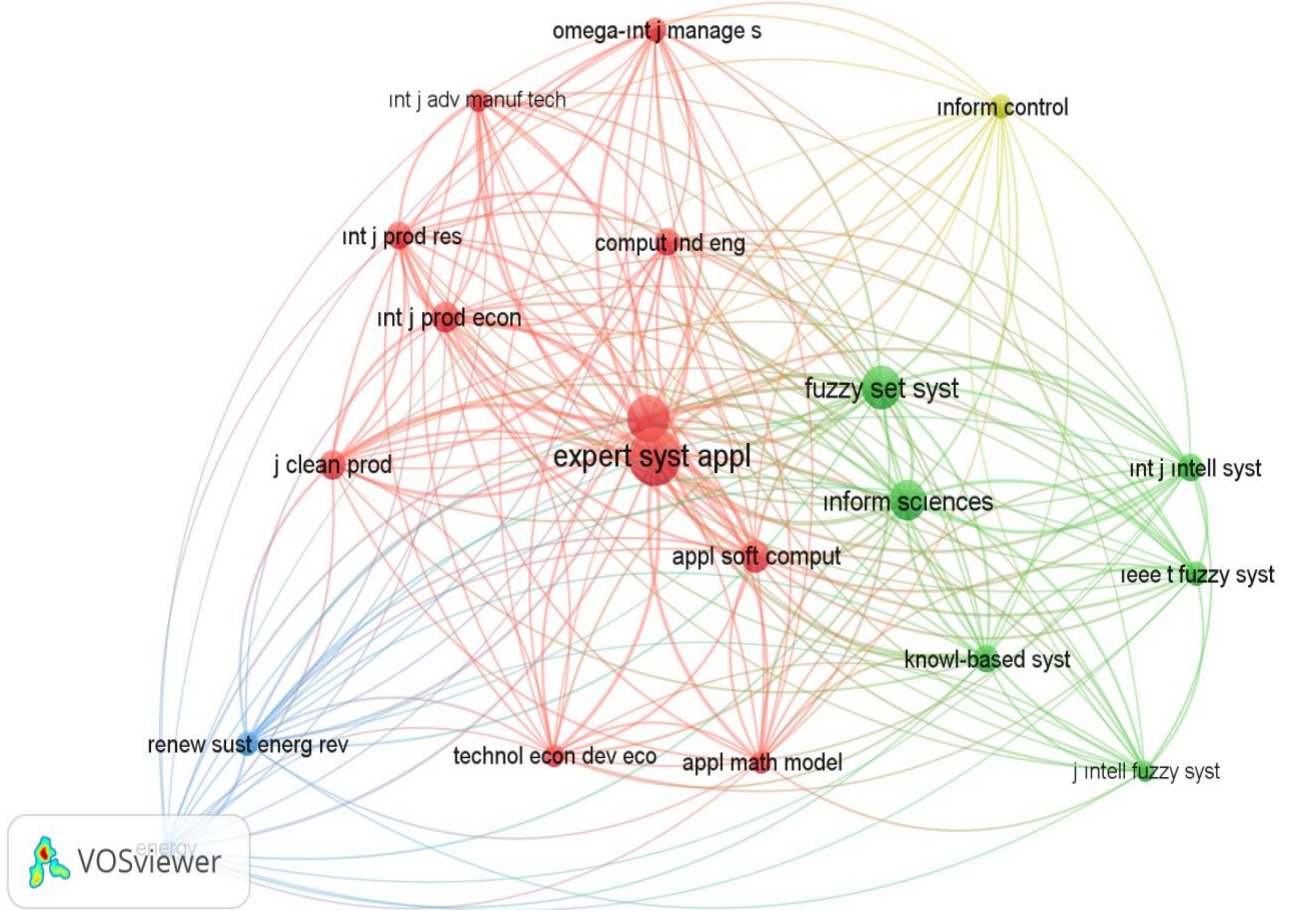 omega-ınt j manage s
ınt j adv manuf tech
ınform control
ınt j prod res
comput ınd eng
ınt j prod econ
fuzzy set syst
expert syst appl
j clean prod
ınt j ıntell syst
ınform scıences
appl soft comput
ıeee t fuzzy syst
knowl-based syst
renew sust energ rev
technol econ dev eco
appl math model
j ıntell fuzzy syst
energy
VOSviewer